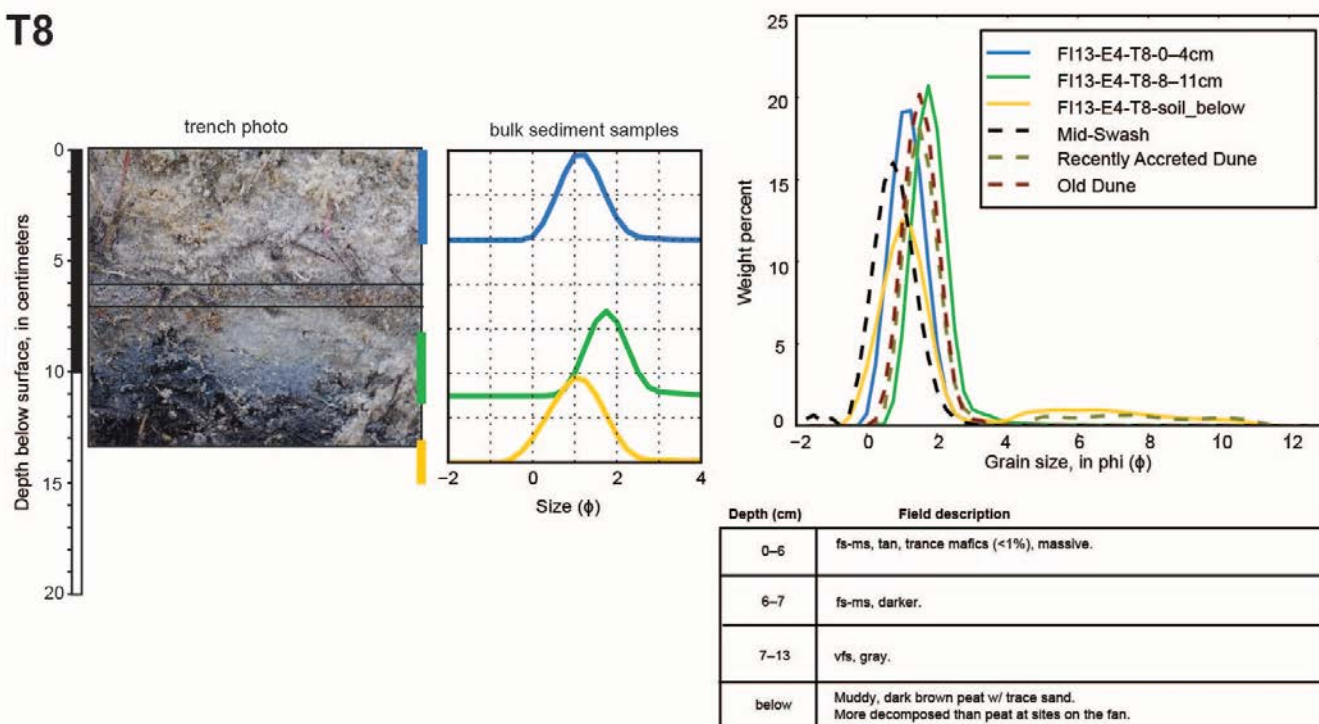 T8
trench photo
bulk sediment samples
Depth below surface, in centimeters
0
5
10
15
20
−2
0
2
4
Size (ϕ)
25
20
15
10
5
0
Weight percent
−2
0
2
4
6
8
10
12
Grain size, in phi (ϕ)
FI13-E4-T8-0–4cm
FI13-E4-T8-8–11cm
FI13-E4-T8-soil_below
Mid-Swash
Recently Accreted Dune
Old Dune
Depth (cm) Field description
0–6 fs-ms, tan, trance mafics (<1%), massive.
6–7 fs-ms, darker.
7–13 vfs, gray.
below Muddy, dark brown peat w/ trace sand.
More decomposed than peat at sites on the fan.